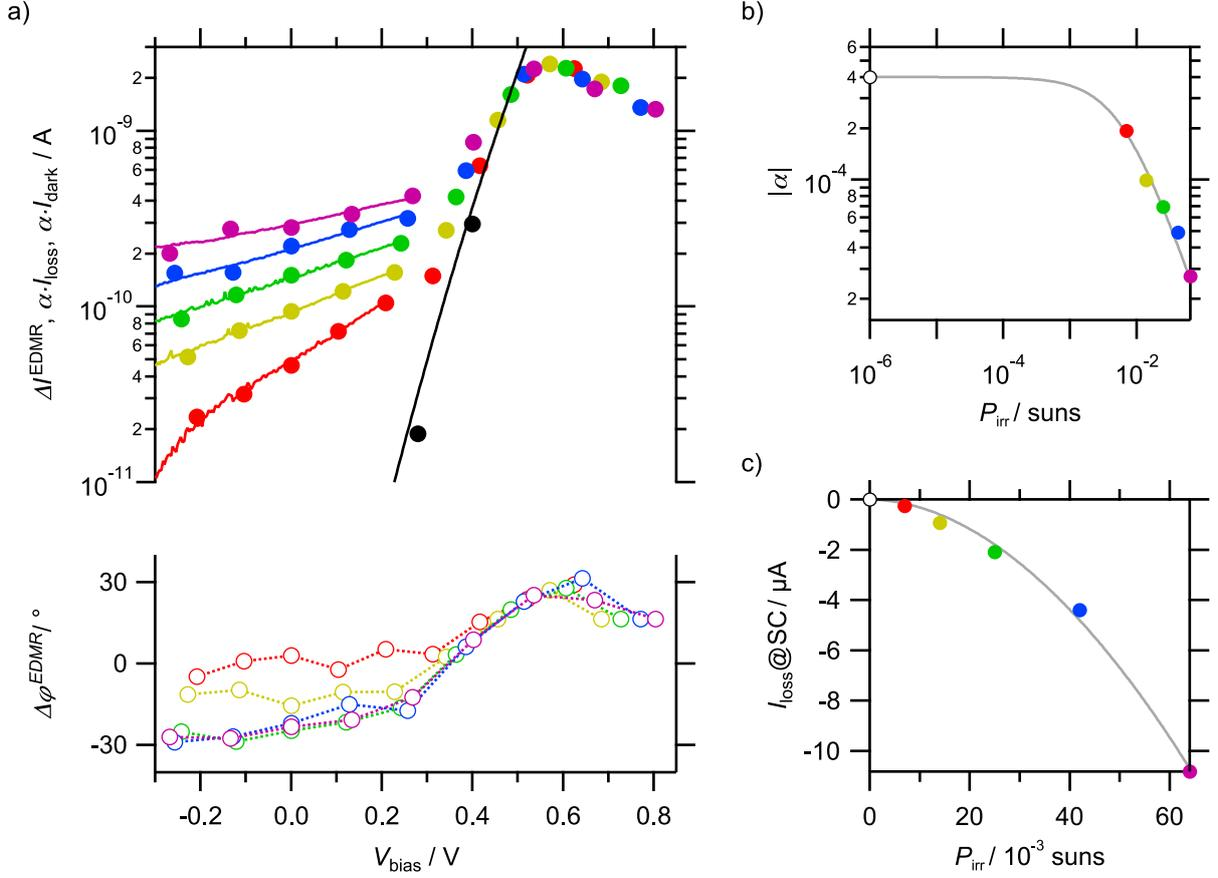 a)
ΔI^EDMR, α·I_loss, α·I_dark / A
2
10^-9
8
6
4
2
10^-10
8
6
4
2
10^-11
Δφ^EDMR / °
30
0
-30
-0.2 0.0 0.2 0.4 0.6 0.8
V_bias / V
b)
|α|
6
4
2
10^-4
8
6
4
2
10^-6 10^-4 10^-2
P_irr / suns
c)
I_loss@SC / µA
0
-2
-4
-6
-8
-10
0 20 40 60
P_irr / 10^-3 suns